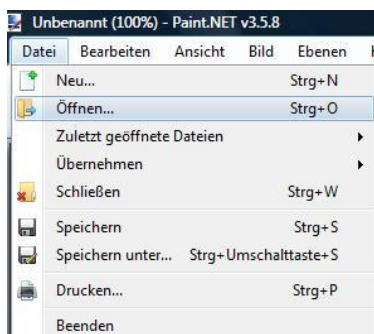 Unbenannt (100%) - Paint.NET v3.5.8
Datei Bearbeiten Ansicht Bild Ebenen
Neu... Strg+N
Öffnen... Strg+O
Zuletzt geöffnete Dateien
Übernehmen
Schließen Strg+W
Speichern Strg+S
Speichern unter... Strg+Umschalttaste+S
Drucken... Strg+P
Beenden